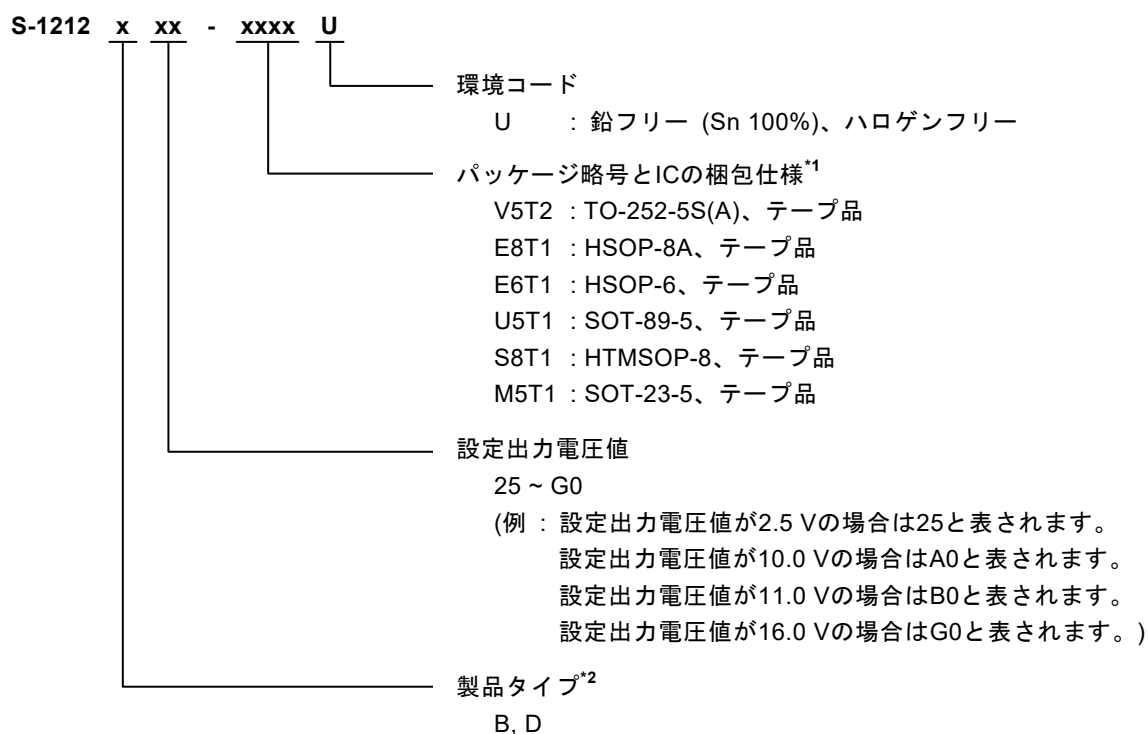 S-1212 x xx - xxxx U
環境コード
U : 鉛フリー (Sn 100%)、ハロゲンフリー
パッケージ略号とICの梱包仕様*1
V5T2 : TO-252-5S(A)、テープ品
E8T1 : HSOP-8A、テープ品
E6T1 : HSOP-6、テープ品
U5T1 : SOT-89-5、テープ品
S8T1 : HTMSOP-8、テープ品
M5T1 : SOT-23-5、テープ品
設定出力電圧値
25 ~ G0
(例 : 設定出力電圧値が2.5 Vの場合は25と表されます。
設定出力電圧値が10.0 Vの場合はA0と表されます。
設定出力電圧値が11.0 Vの場合はB0と表されます。
設定出力電圧値が16.0 Vの場合はG0と表されます。)
製品タイプ*2
B, D